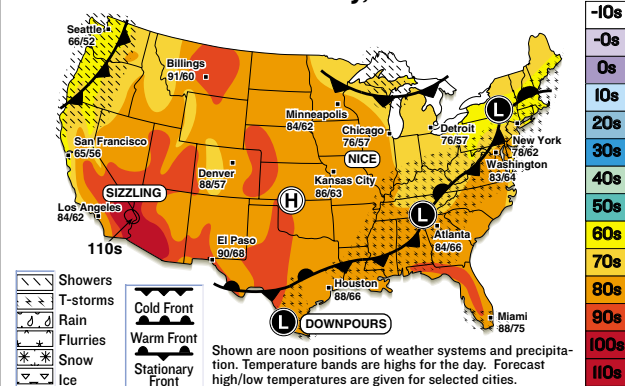 Seattle
66/52
Billings
91/60
Minneapolis
84/62
San Francisco
65/56
Denver
88/57
Chicago
76/57
Detroit
76/57
New York
78/62
Washington
83/64
NICE
Kansas City
86/63
SIZZLING
Los Angeles
84/62
110s
H
L
L
L
El Paso
90/68
Atlanta
84/66
Houston
88/66
Miami
88/75
DOWNPOURS
-10s
-0s
0s
10s
20s
30s
40s
50s
60s
70s
80s
90s
100s
110s
Showers
T-storms
Rain
Flurries
Snow
Ice
Cold Front
Warm Front
Stationary
Front
Shown are noon positions of weather systems and precipita-
tion. Temperature bands are highs for the day. Forecast
high/low temperatures are given for selected cities.